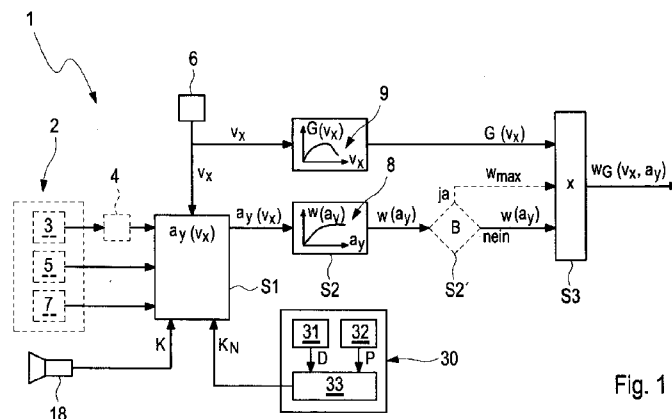 1
6
9
G(vx)
vx
vx
G (vx)
vx
2
4
8
wmax
wG (vx, ay)
ja
x
3
ay (vx)
ay (vx)
w(ay)
ay
w(ay)
B
w(ay)
nein
5
S1
S2
S2´
S3
7
K
KN
31
32
30
D
P
33
18
Fig. 1